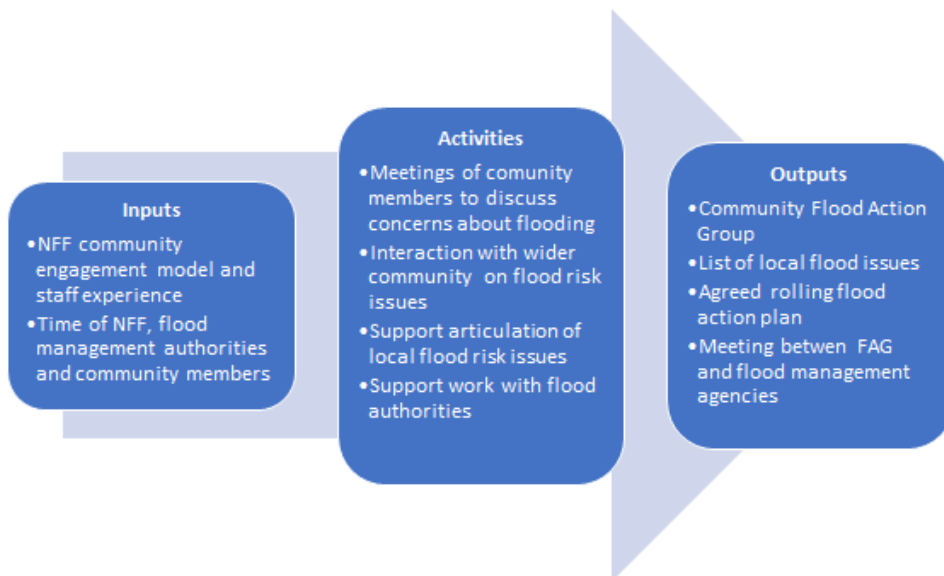 Inputs
•NFF community
engagement model and
staff experience
•Time of NFF, flood
management authorities
and community members
Activities
•Meetings of comunity
members to discuss
concerns about flooding
•Interaction with wider
community on flood risk
issues
•Support articulation of
local flood risk issues
•Support work with flood
authorities
Outputs
•Community Flood Action
Group
•List of local flood issues
•Agreed rolling flood
action plan
•Meeting betwen FAG
and flood management
agencies